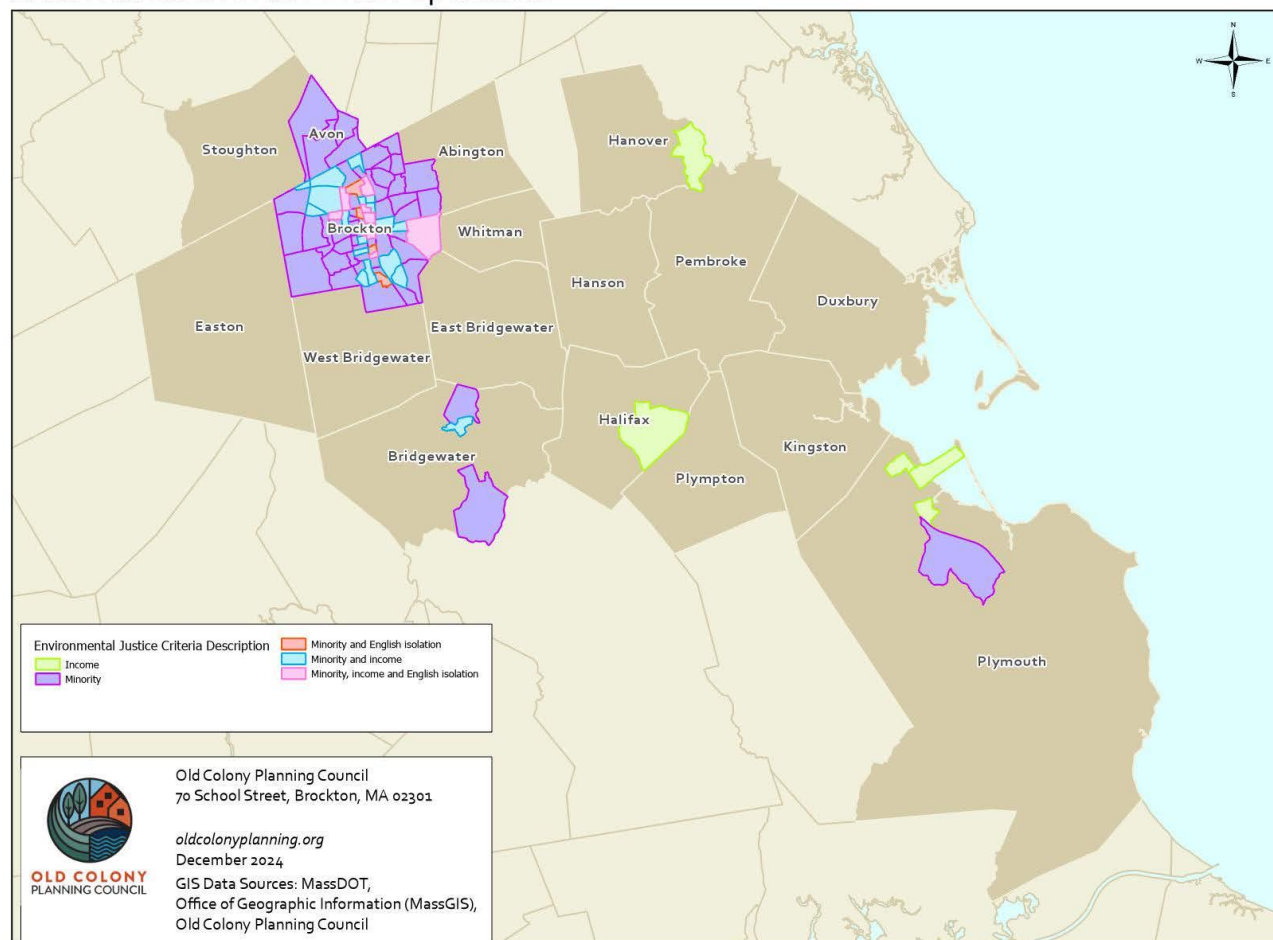 N
W
E
S
Avon
Stoughton
Abington
Hanover
Brockton
Whitman
Pembroke
Hanson
Duxbury
Easton
East Bridgewater
West Bridgewater
Halifax
Kingston
Bridgewater
Plympton
Plymouth
Environmental Justice Criteria Description
Income
Minority
Minority and English isolation
Minority and income
Minority, income and English isolation
Old Colony Planning Council
70 School Street, Brockton, MA 02301
oldcolonyplanning.org
December 2024
GIS Data Sources: MassDOT,
Office of Geographic Information (MassGIS),
Old Colony Planning Council
OLD COLONY
PLANNING COUNCIL